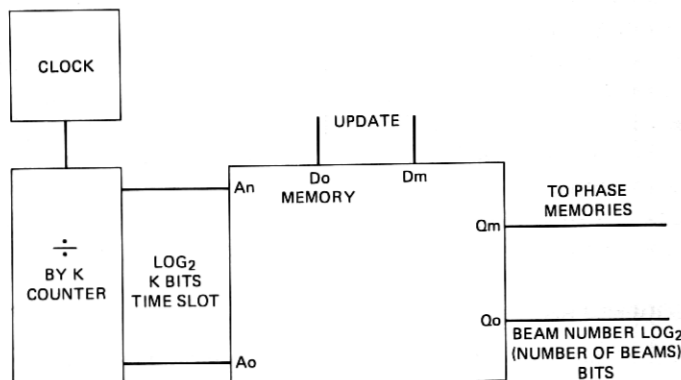 CLOCK
UPDATE
Do
Dm
An
MEMORY
TO PHASE
MEMORIES
Qm
÷
BY K
COUNTER
LOG2
K BITS
TIME SLOT
Qo
BEAM NUMBER LOG2
(NUMBER OF BEAMS)
BITS
Ao